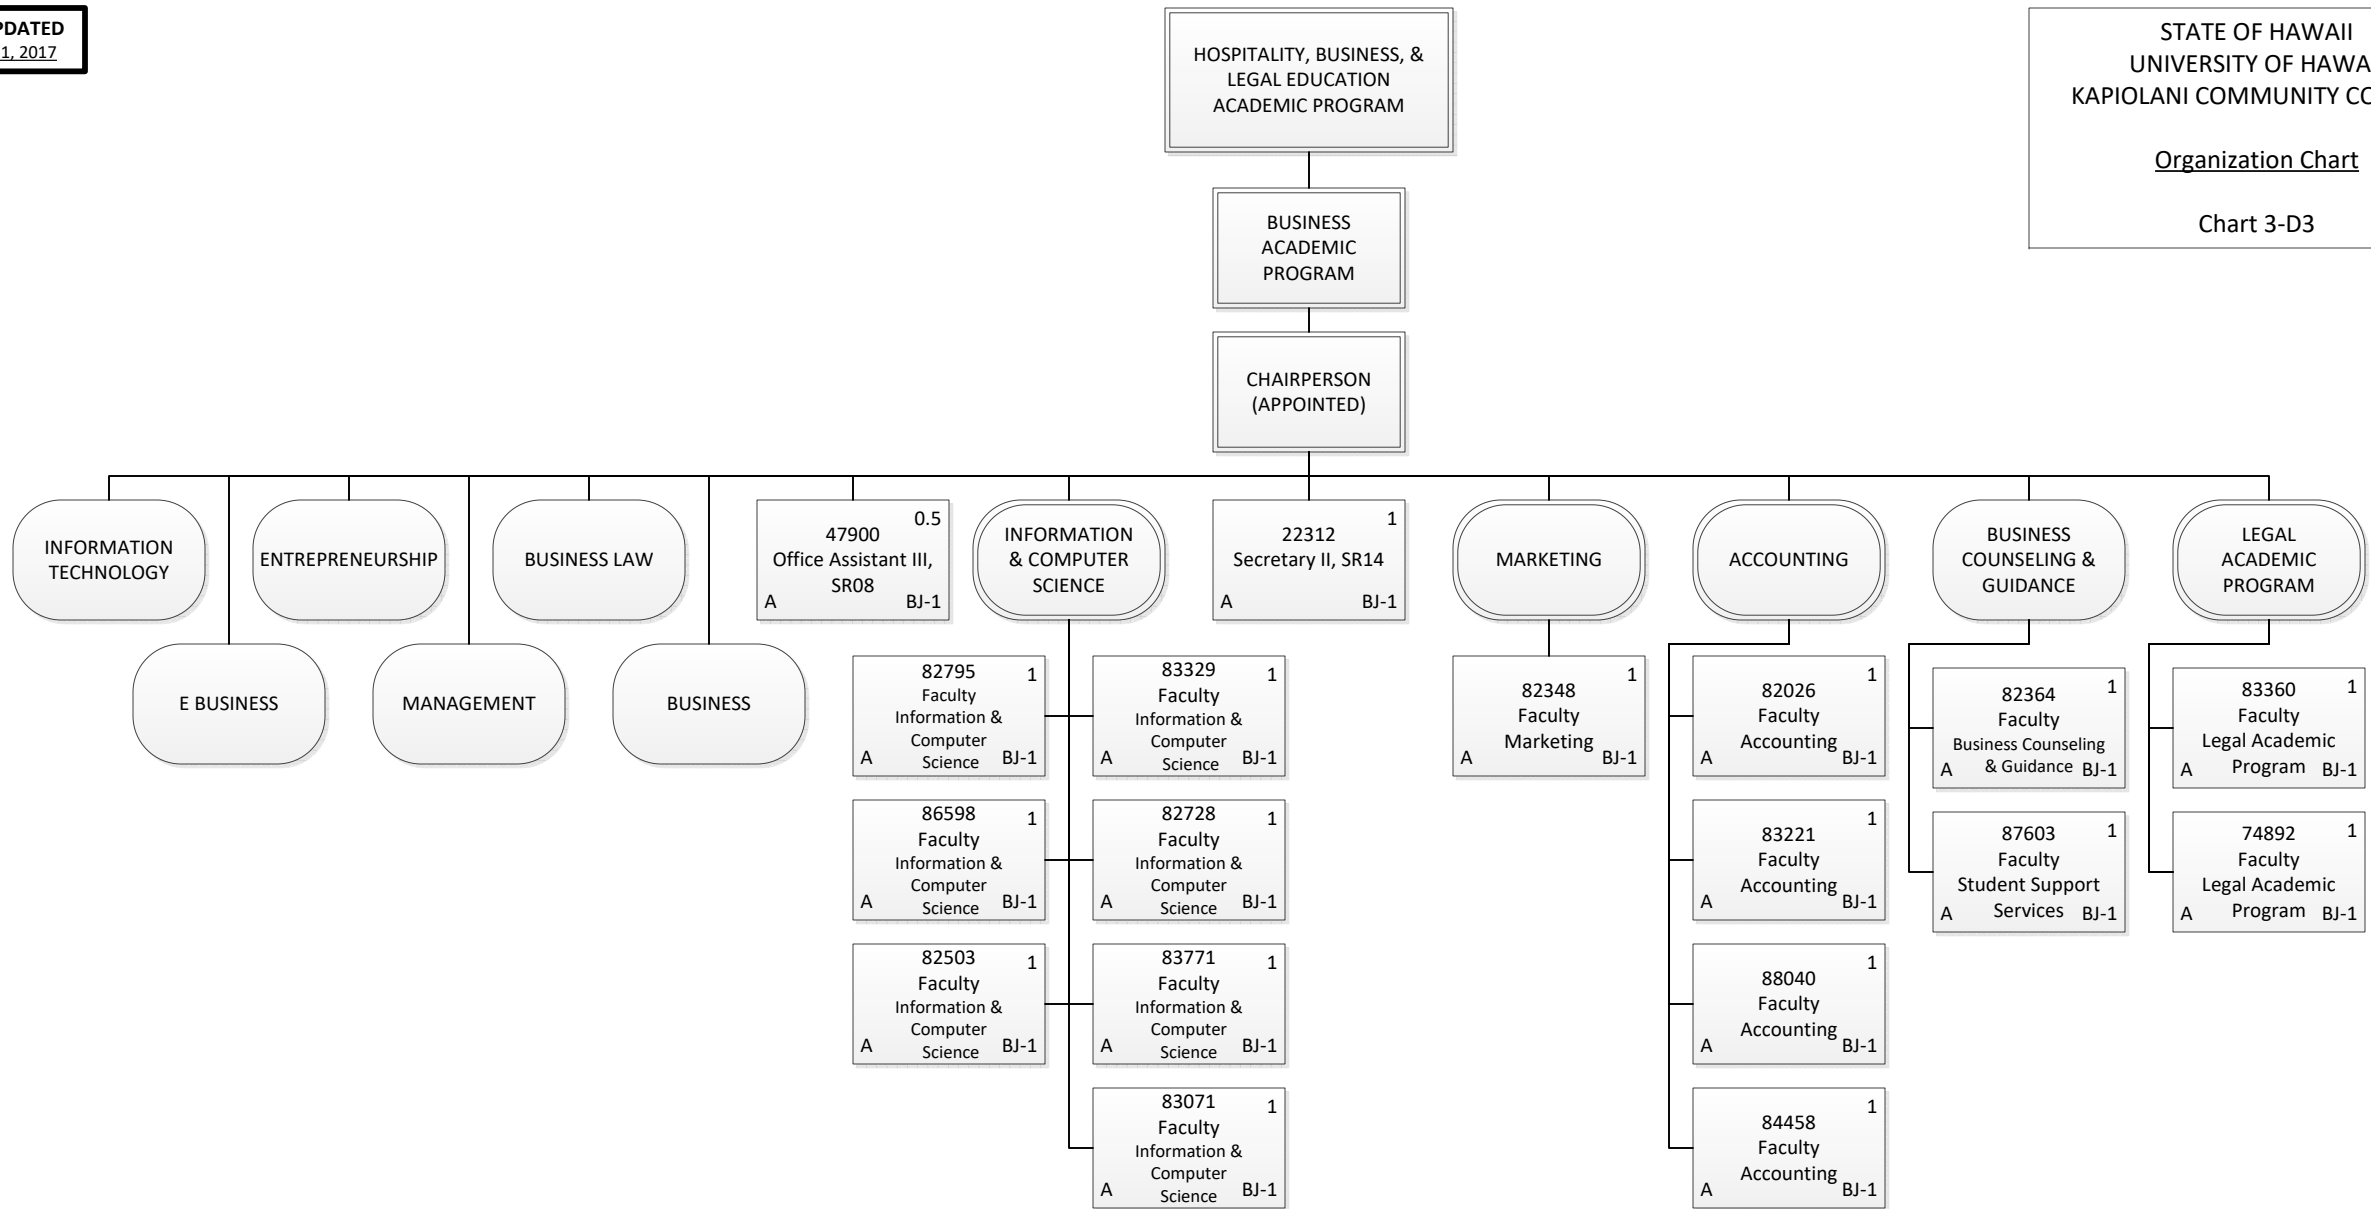 1, 2017
HOSPITALITY, BUSINESS, &
LEGAL EDUCATION
ACADEMIC PROGRAM
STATE OF HAWAII
UNIVERSITY OF
KAPIOLANI COMMUNITY
Organization Chart
Chart 3-D3
BUSINESS
ACADEMIC
PROGRAM
CHAIRPERSON
(APPOINTED)
INFORMATION
TECHNOLOGY
ENTREPRENEURSHIP
BUSINESS LAW
0.5
47900
Office Assistant III,
SR08
A BJ-1
INFORMATION
& COMPUTER
SCIENCE
1
22312
Secretary II, SR14
A BJ-1
MARKETING
ACCOUNTING
BUSINESS
COUNSELING &
GUIDANCE
LEGAL
ACADEMIC
PROGRAM
E BUSINESS
MANAGEMENT
BUSINESS
82795 1
Faculty
Information &
Computer
A Science BJ-1
83329 1
Faculty
Information &
Computer
A Science BJ-1
86598 1
Faculty
Information &
Computer
A Science BJ-1
82728 1
Faculty
Information &
Computer
A Science BJ-1
82503 1
Faculty
Information &
Computer
A Science BJ-1
83771 1
Faculty
Information &
Computer
A Science BJ-1
83071 1
Faculty
Information &
Computer
A Science BJ-1
1
82348
Faculty
Marketing
A BJ-1
1
82026
Faculty
Accounting
A BJ-1
1
83221
Faculty
Accounting
A BJ-1
1
88040
Faculty
Accounting
A BJ-1
1
84458
Faculty
Accounting
A BJ-1
82364 1
Faculty
Business Counseling
A & Guidance BJ-1
87603 1
Faculty
Student Support
A Services BJ-1
83360 1
Faculty
Legal Academic
A Program BJ-1
74892 1
Faculty
Legal Academic
A Program BJ-1